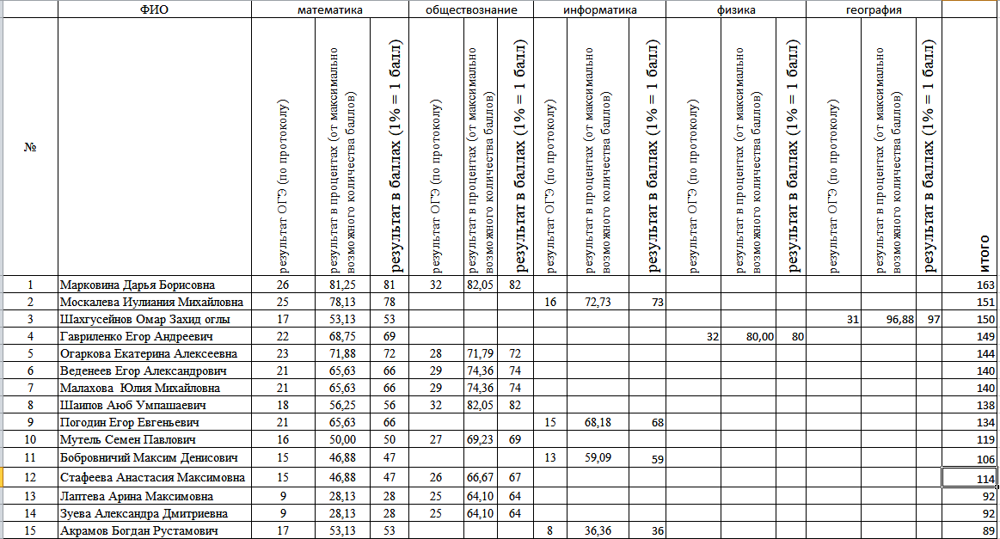 ФИО математика обществознание информатика физика география
№ результат ОГЭ (по протоколу) результат в процентах (от максимально возможного количества баллов) результат в баллах (1% = 1 балл) результат ОГЭ (по протоколу) результат в процентах (от максимально возможного количества баллов) результат в баллах (1% = 1 балл) результат ОГЭ (по протоколу) результат в процентах (от максимально возможного количества баллов) результат в баллах (1% = 1 балл) результат ОГЭ (по протоколу) результат в процентах (от максимально возможного количества баллов) результат в баллах (1% = 1 балл) результат ОГЭ (по протоколу) результат в процентах (от максимально возможного количества баллов) результат в баллах (1% = 1 балл) итого
1 Марковина Дарья Борисовна 26 81,25 81 32 82,05 82 163
2 Москалева Иулиания Михайловна 25 78,13 78 16 72,73 73 151
3 Шахгусейнов Омар Захид оглы 17 53,13 53 31 96,88 97 150
4 Гавриленко Егор Андреевич 22 68,75 69 32 80,00 80 149
5 Огаркова Екатерина Алексеевна 23 71,88 72 28 71,79 72 144
6 Веденеев Егор Александрович 21 65,63 66 29 74,36 74 140
7 Малахова Юлия Михайловна 21 65,63 66 29 74,36 74 140
8 Шаипов Аюб Умпашаевич 18 56,25 56 32 82,05 82 138
9 Погодин Егор Евгеньевич 21 65,63 66 15 68,18 68 134
10 Мутель Семен Павлович 16 50,00 50 27 69,23 69 119
11 Бобровничий Максим Денисович 15 46,88 47 13 59,09 59 106
12 Стафеева Анастасия Максимовна 15 46,88 47 26 66,67 67 114
13 Лаптева Арина Максимовна 9 28,13 28 25 64,10 64 92
14 Зуева Александра Дмитриевна 9 28,13 28 25 64,10 64 92
15 Акрамов Богдан Рустамович 17 53,13 53 8 36,36 36 89